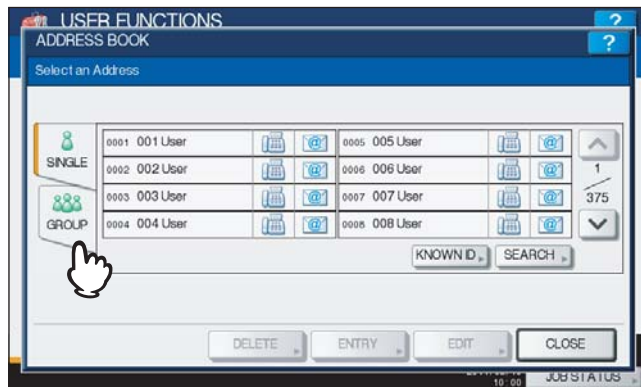 USER FUNCTIONS ?
ADDRESS BOOK ?
Select an Address
SINGLE
GROUP
0001 001 User
0002 002 User
0003 003 User
0004 004 User
0005 005 User
0006 006 User
0007 007 User
0008 008 User
1
375
KNOWN ID
SEARCH
DELETE
ENTRY
EDIT
CLOSE
10:00
JOB STATUS